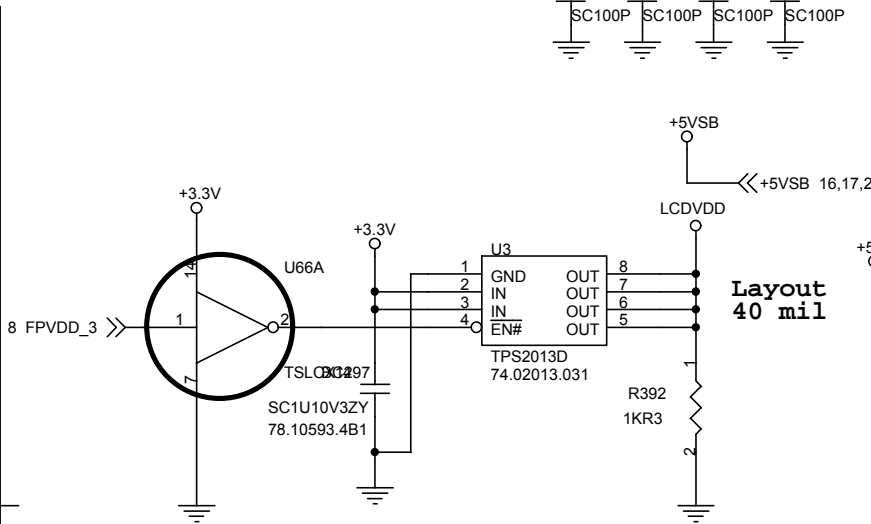 SC100P SC100P SC100P SC100P
+5VSB
+5VSB 16,17,2
+3.3V
LCDVDD
+3.3V
+5
U3
14
U66A
1 GND OUT 8
2 IN OUT 7
3 IN OUT 6
4 EN# OUT 5
Layout
40 mil
8 FPVDD_3
1
2
TPS2013D
74.02013.031
7
1
R392
1KR3
SC1U10V3ZY
78.10593.4B1
2